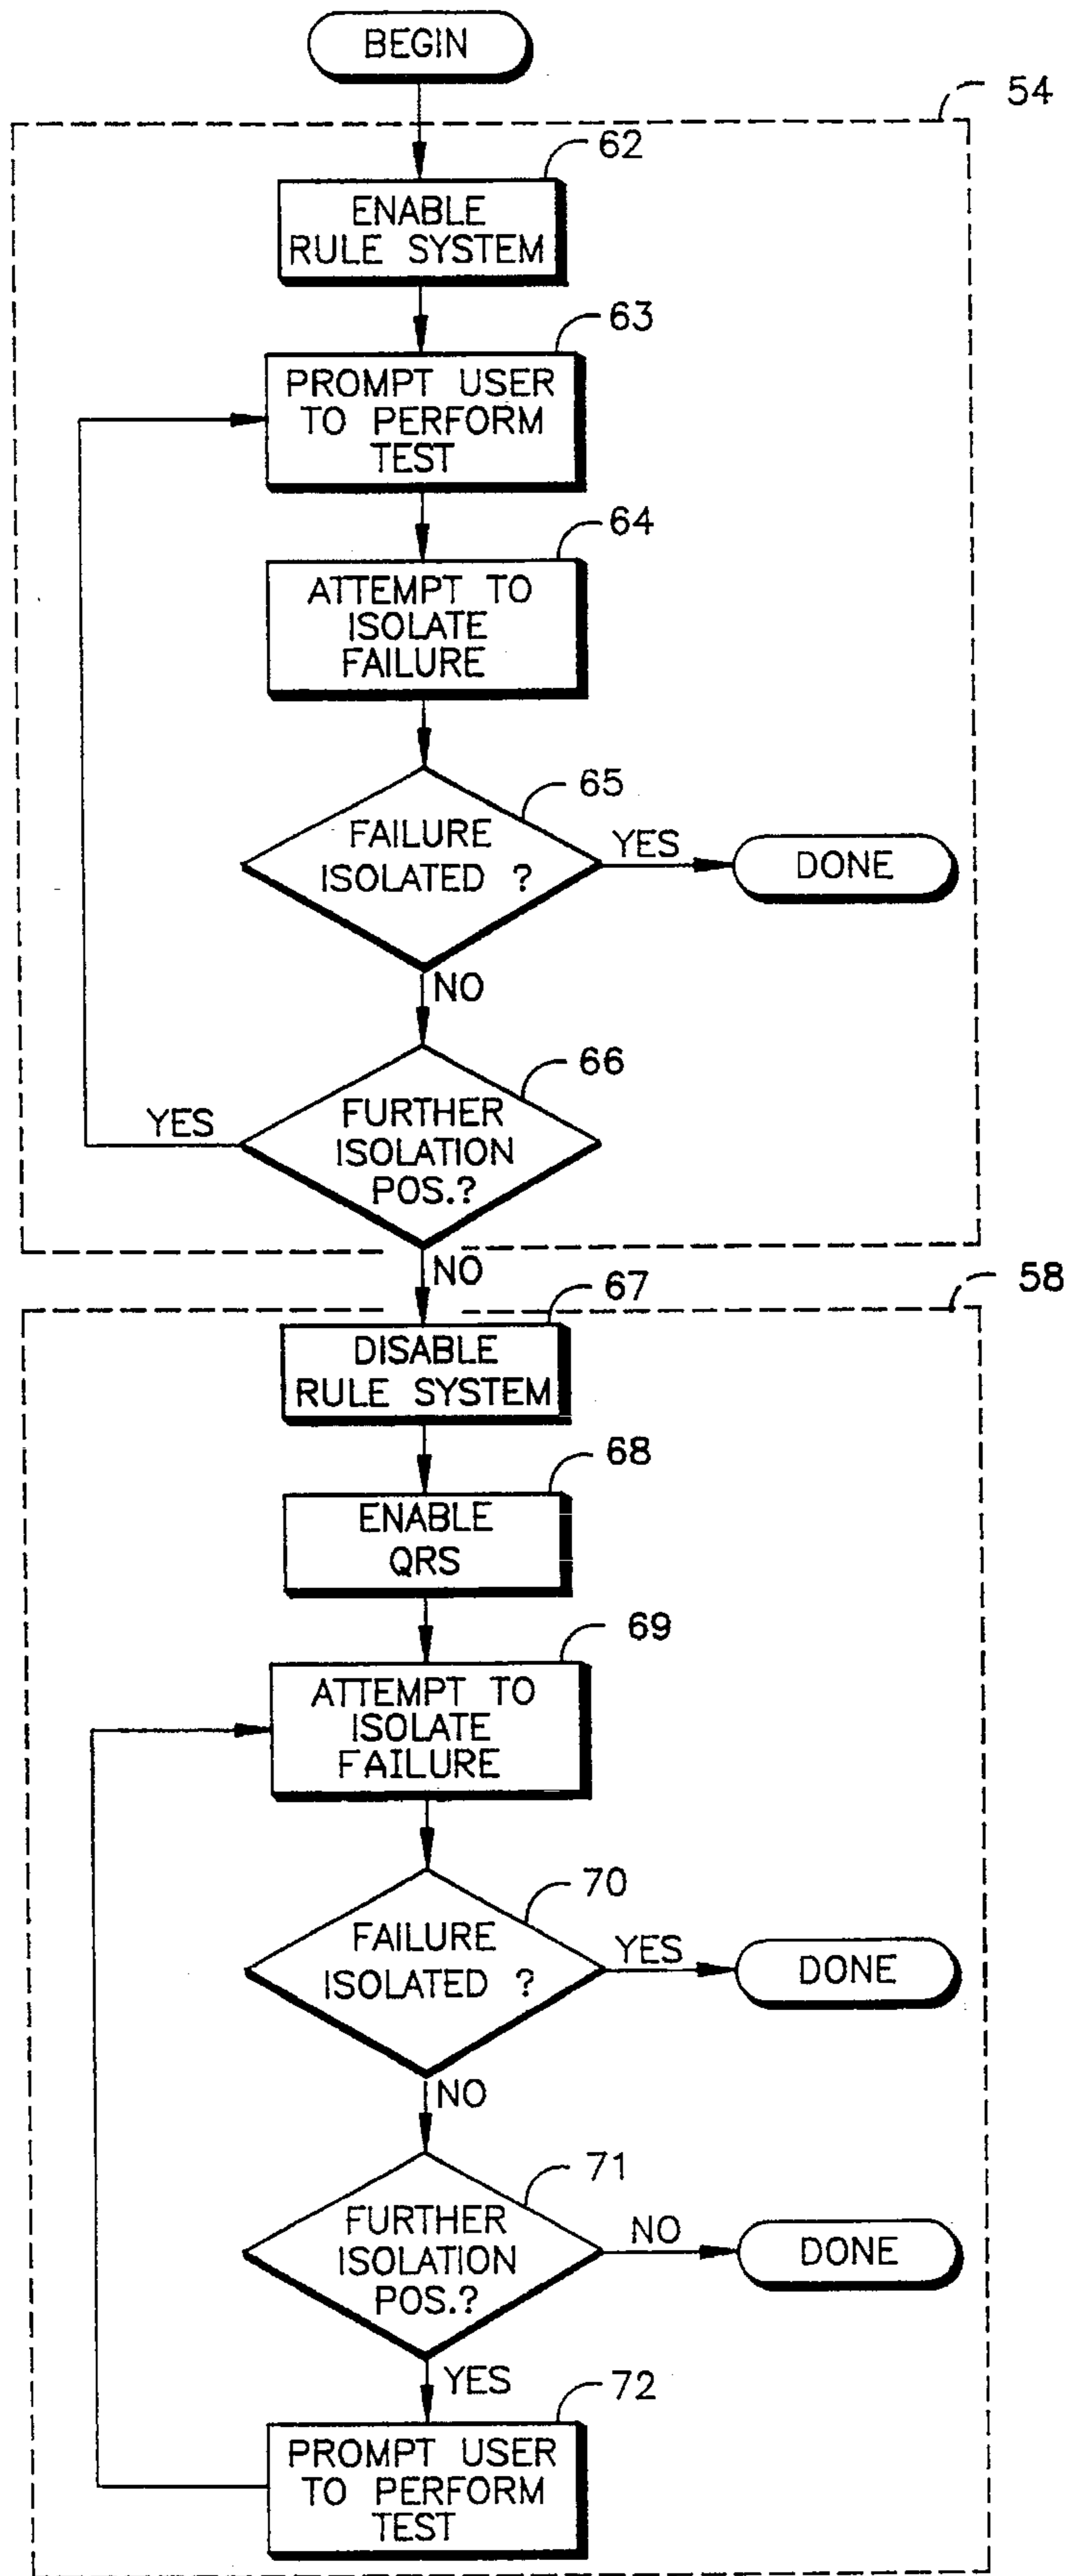 BEGIN
54
62
ENABLE
RULE SYSTEM
63
PROMPT USER
TO PERFORM
TEST
64
ATTEMPT TO
ISOLATE
FAILURE
65
FAILURE
ISOLATED ?
YES
DONE
NO
66
FURTHER
ISOLATION
POS.?
YES
NO
58
67
DISABLE
RULE SYSTEM
68
ENABLE
QRS
69
ATTEMPT TO
ISOLATE
FAILURE
70
FAILURE
ISOLATED ?
YES
DONE
NO
71
FURTHER
ISOLATION
POS.?
NO
DONE
YES
72
PROMPT USER
TO PERFORM
TEST